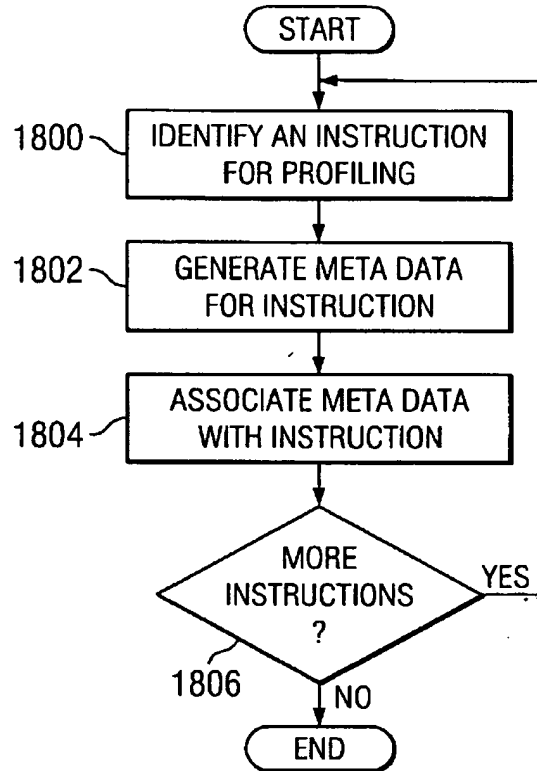 START
1800
IDENTIFY AN INSTRUCTION
FOR PROFILING
1802
GENERATE META DATA
FOR INSTRUCTION
1804
ASSOCIATE META DATA
WITH INSTRUCTION
MORE
INSTRUCTIONS
?
YES
1806
NO
END